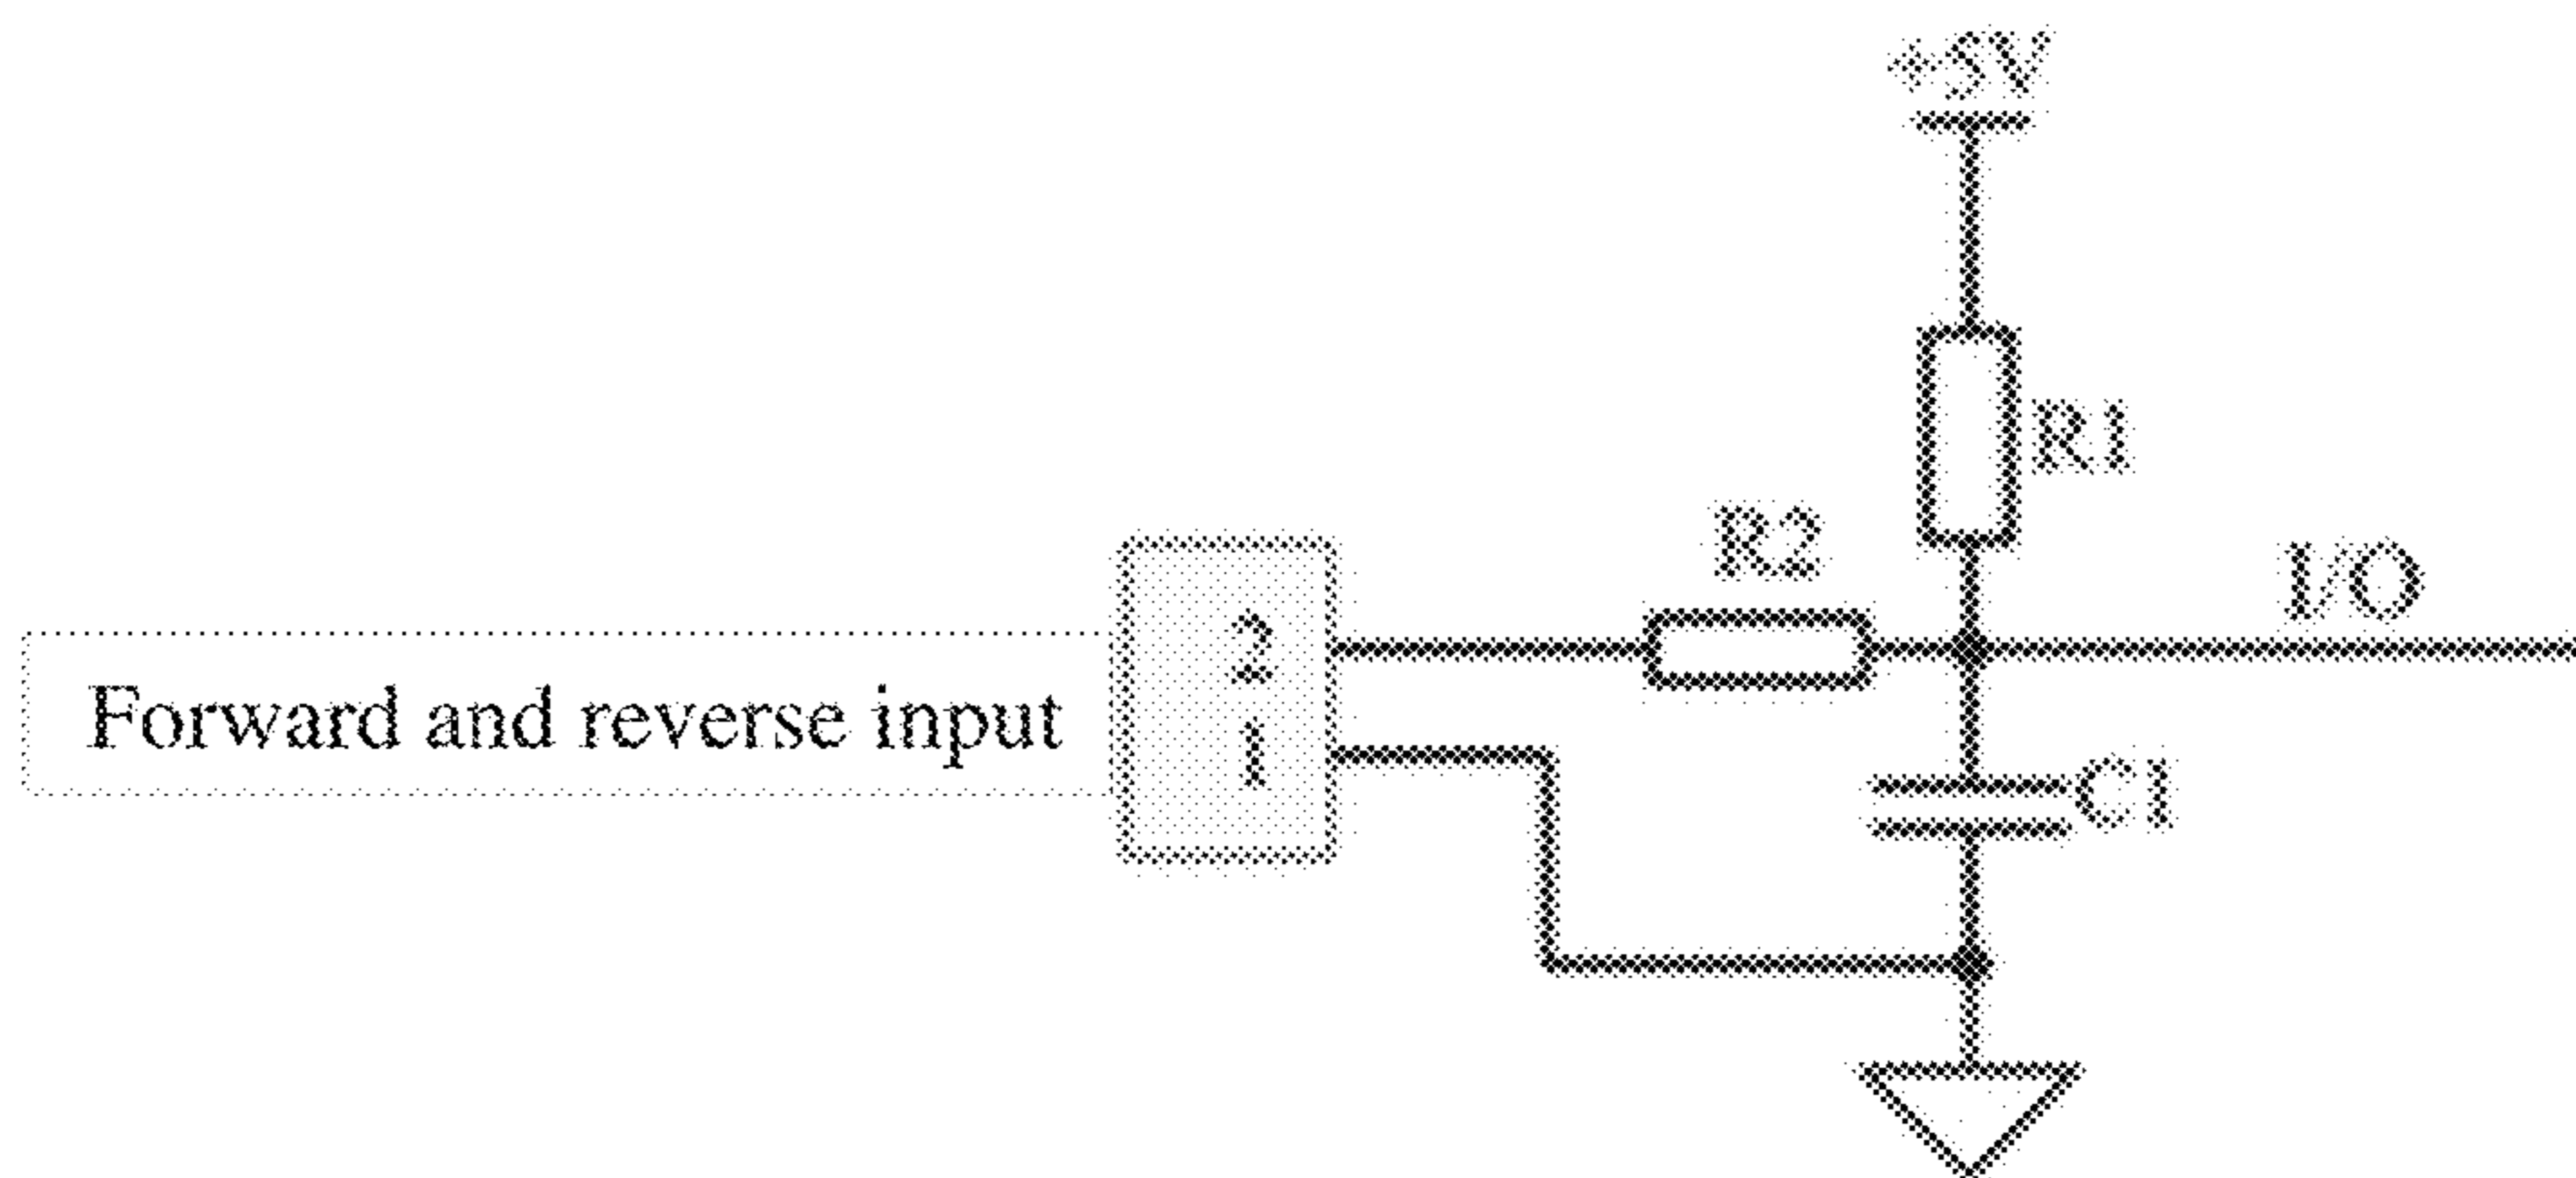 +5V
R1
R2
I/O
2
Forward and reverse input
1
C1